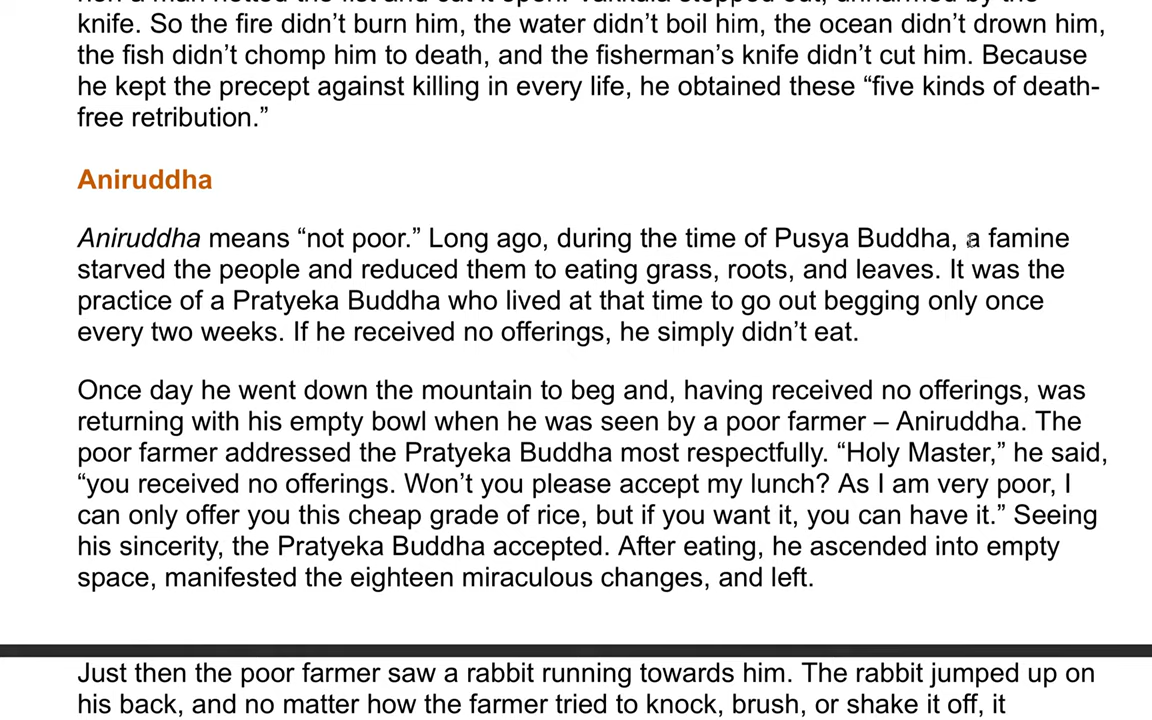 knife. So the fire didn’t burn him, the water didn’t boil him, the ocean didn’t drown him,
the fish didn’t chomp him to death, and the fisherman’s knife didn’t cut him. Because
he kept the precept against killing in every life, he obtained these “five kinds of death-
free retribution.”
Aniruddha
Aniruddha means “not poor.” Long ago, during the time of Pusya Buddha, a famine
starved the people and reduced them to eating grass, roots, and leaves. It was the
practice of a Pratyeka Buddha who lived at that time to go out begging only once
every two weeks. If he received no offerings, he simply didn’t eat.
Once day he went down the mountain to beg and, having received no offerings, was
returning with his empty bowl when he was seen by a poor farmer – Aniruddha. The
poor farmer addressed the Pratyeka Buddha most respectfully. “Holy Master,” he said,
“you received no offerings. Won’t you please accept my lunch? As I am very poor, I
can only offer you this cheap grade of rice, but if you want it, you can have it.” Seeing
his sincerity, the Pratyeka Buddha accepted. After eating, he ascended into empty
space, manifested the eighteen miraculous changes, and left.
Just then the poor farmer saw a rabbit running towards him. The rabbit jumped up on
his back, and no matter how the farmer tried to knock, brush, or shake it off, it